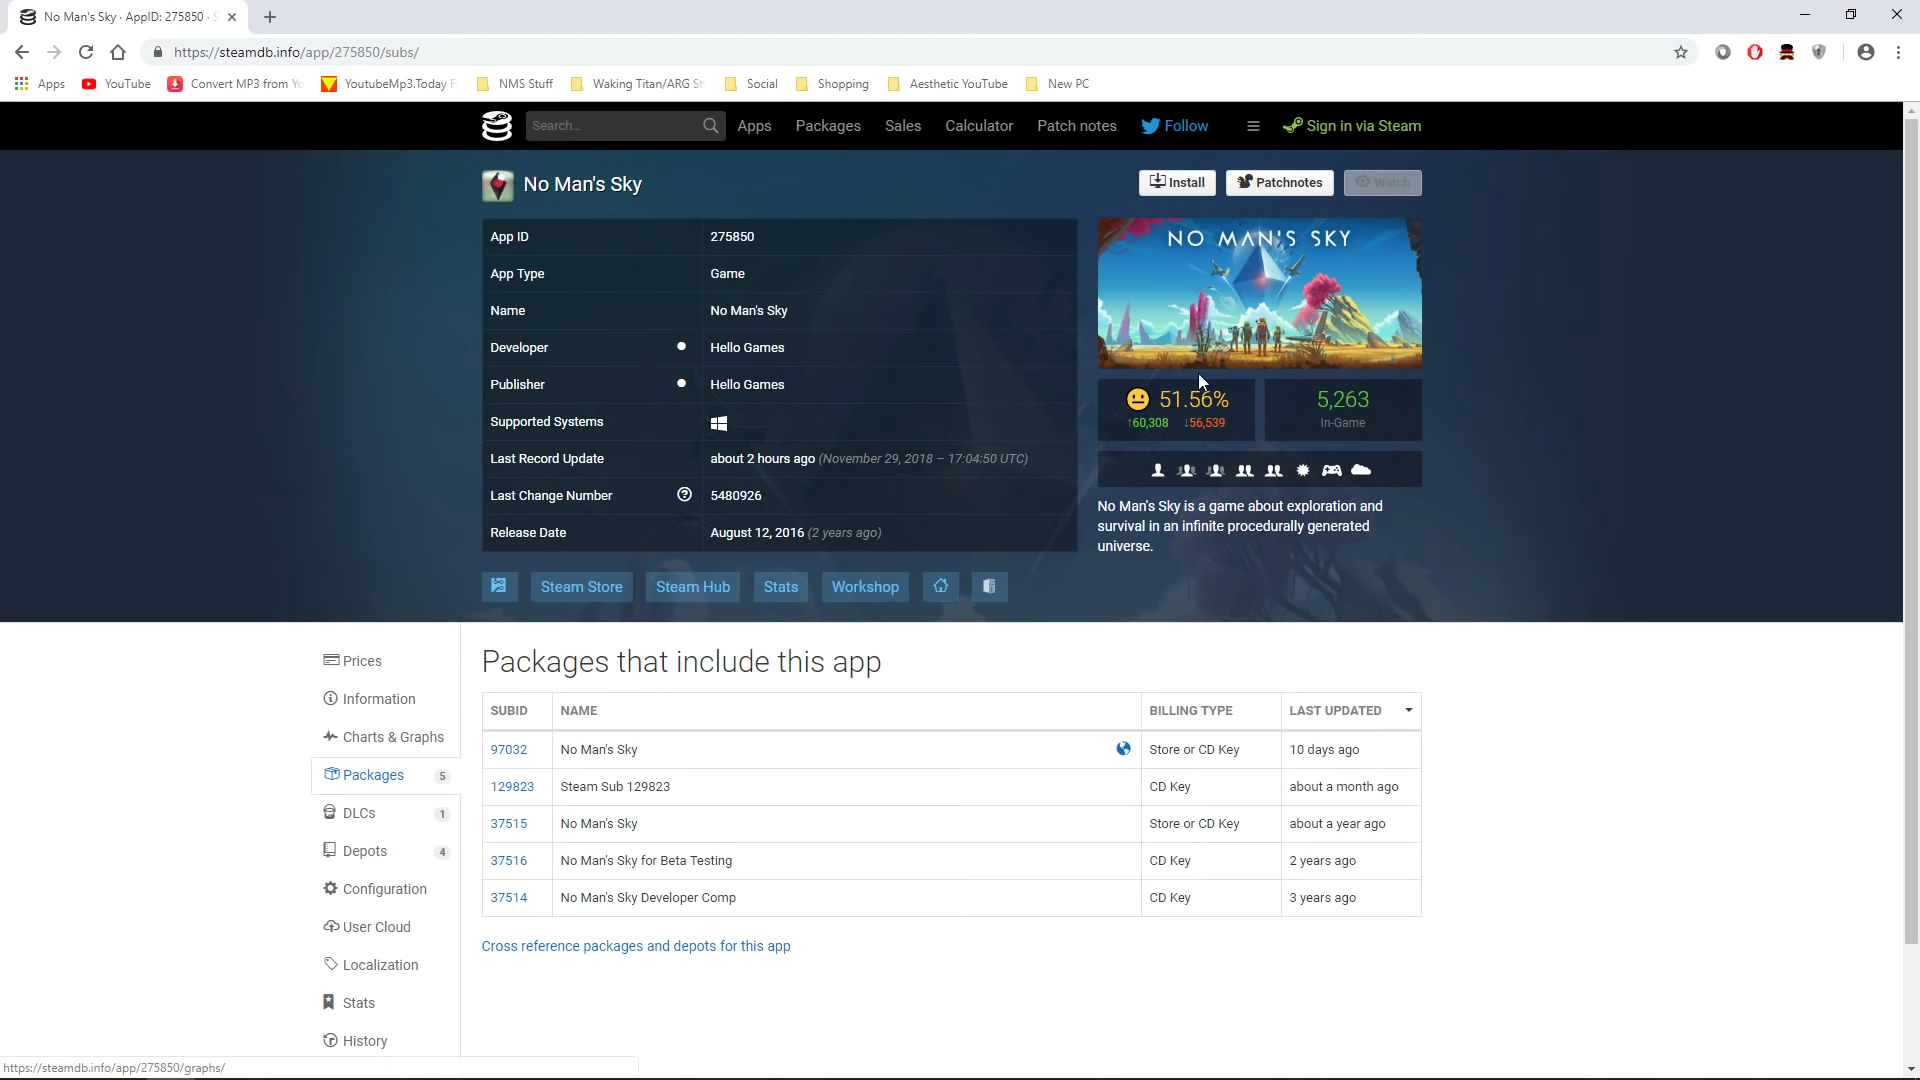 No Man's Sky · AppID: 275850 · S
https://steamdb.info/app/275850/subs/
Apps
YouTube
Convert MP3 from Yo
YoutubeMp3.Today F
NMS Stuff
Waking Titan/ARG St
Social
Shopping
Aesthetic YouTube
New PC
Search...
Apps
Packages
Sales
Calculator
Patch notes
Follow
Sign in via Steam
No Man's Sky
Install
Patchnotes
Watch
App ID 275850
App Type Game
Name No Man's Sky
Developer Hello Games
Publisher Hello Games
Supported Systems
Last Record Update about 2 hours ago (November 29, 2018 – 17:04:50 UTC)
Last Change Number 5480926
Release Date August 12, 2016 (2 years ago)
NO MAN'S SKY
51.56%
↑60,308 ↓56,539
5,263
In-Game
No Man's Sky is a game about exploration and
survival in an infinite procedurally generated
universe.
Steam Store
Steam Hub
Stats
Workshop
Prices
Information
Charts & Graphs
Packages 5
DLCs 1
Depots 4
Configuration
User Cloud
Localization
Stats
History
Packages that include this app
SUBID NAME BILLING TYPE LAST UPDATED
97032 No Man's Sky Store or CD Key 10 days ago
129823 Steam Sub 129823 CD Key about a month ago
37515 No Man's Sky Store or CD Key about a year ago
37516 No Man's Sky for Beta Testing CD Key 2 years ago
37514 No Man's Sky Developer Comp CD Key 3 years ago
Cross reference packages and depots for this app
https://steamdb.info/app/275850/graphs/